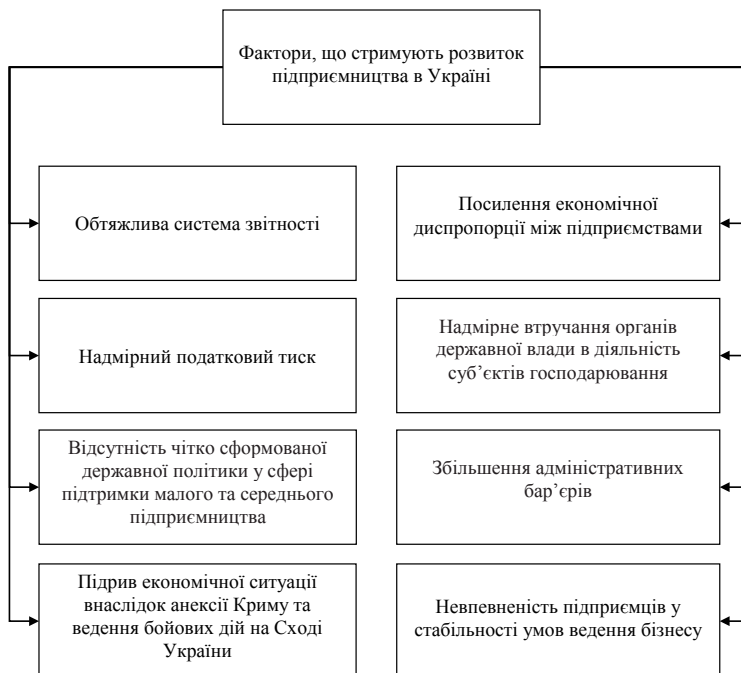 Фактори, що стримують розвиток
підприємництва в Україні
Обтяжлива система звітності
Посилення економічної
диспропорції між підприємствами
Надмірний податковий тиск
Надмірне втручання органів
державної влади в діяльність
суб’єктів господарювання
Відсутність чітко сформованої
державної політики у сфері
підтримки малого та середнього
підприємництва
Збільшення адміністративних
бар’єрів
Підрив економічної ситуації
внаслідок анексії Криму та
ведення бойових дій на Сході
України
Невпевненість підприємців у
стабільності умов ведення бізнесу